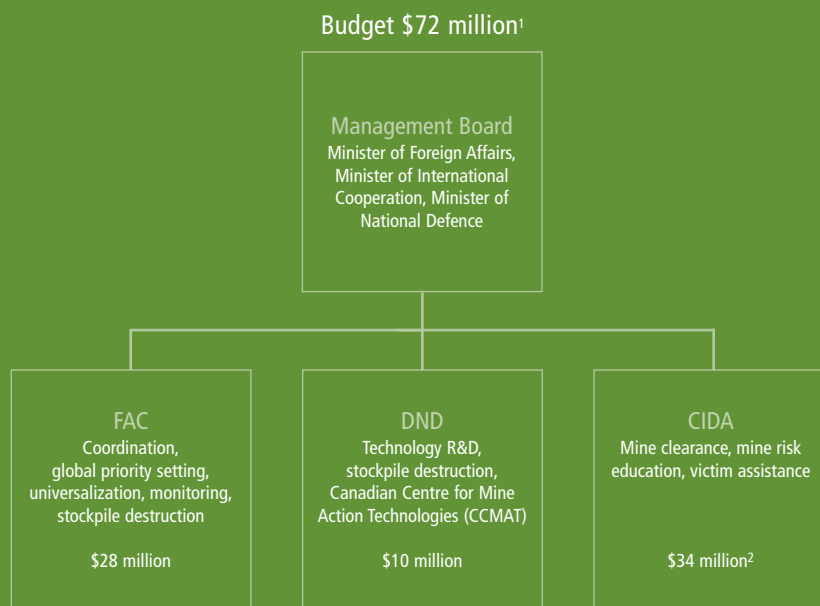 Budget $72 million¹
Management Board
Minister of Foreign Affairs,
Minister of International
Cooperation, Minister of
National Defence
FAC
Coordination,
global priority setting,
universalization, monitoring,
stockpile destruction
$28 million
DND
Technology R&D,
stockpile destruction,
Canadian Centre for Mine
Action Technologies (CCMAT)
$10 million
CIDA
Mine clearance, mine risk
education, victim assistance
$34 million²